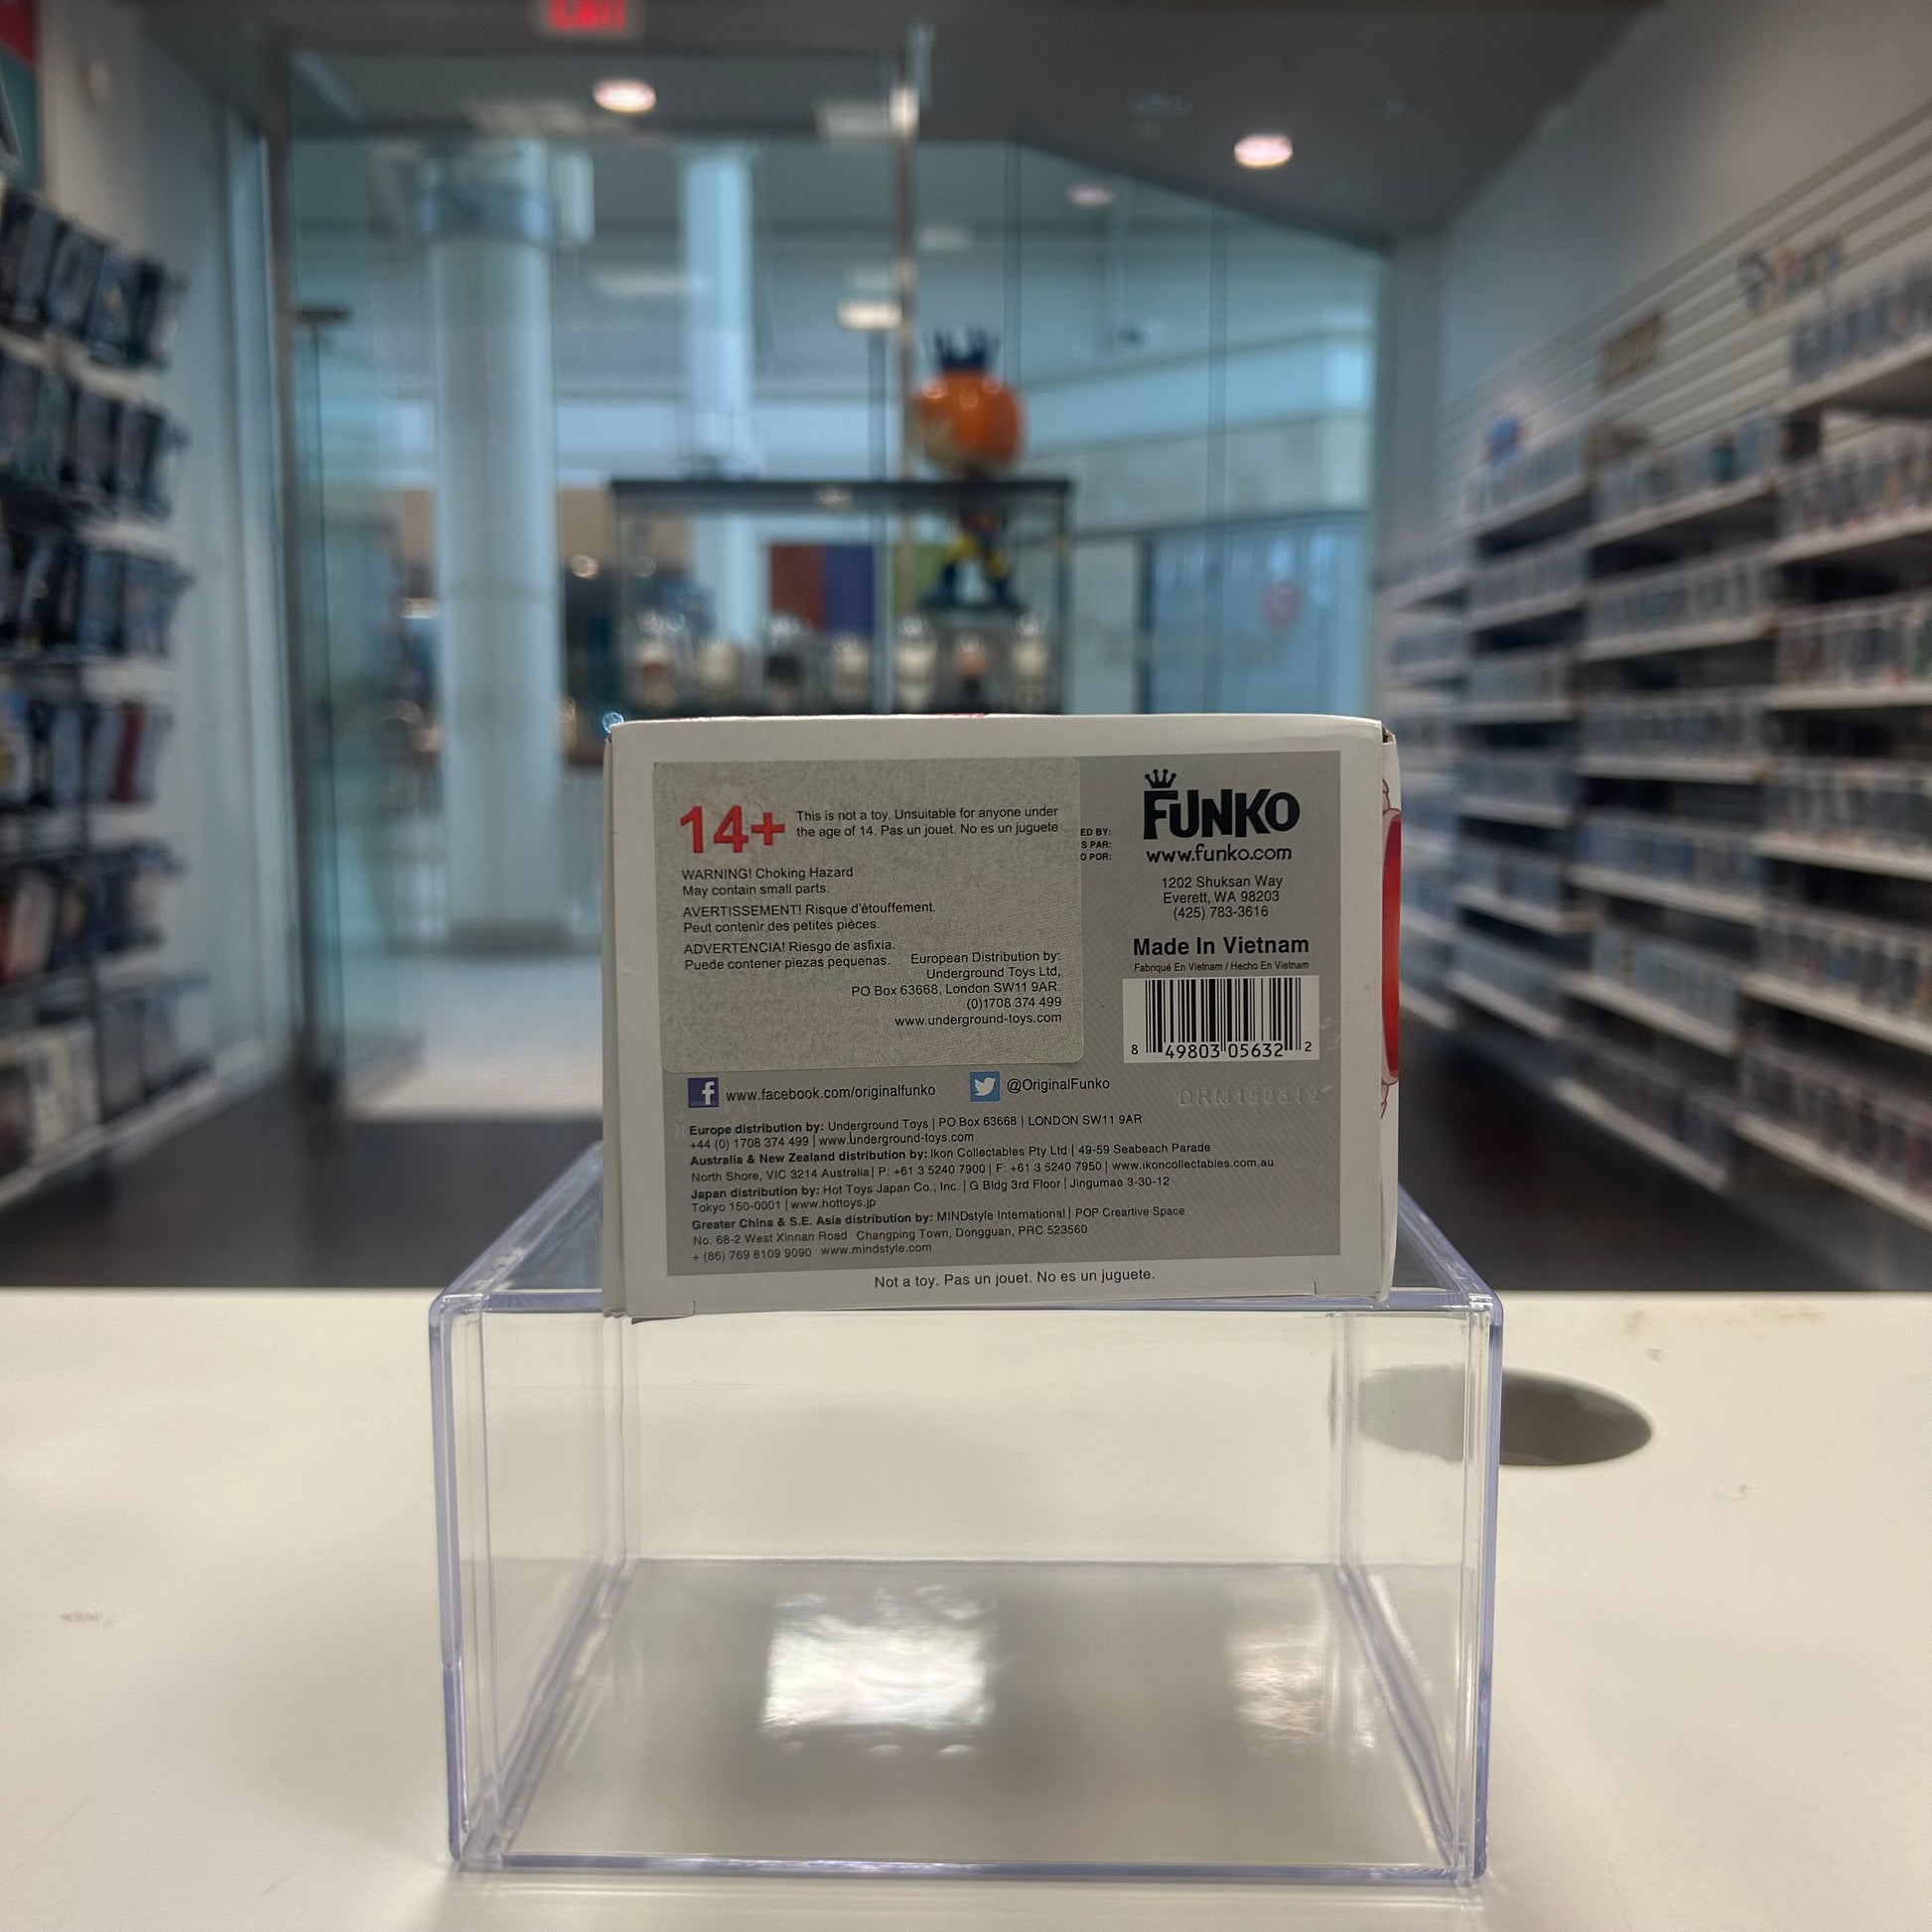 14+
This is not a toy. Unsuitable for anyone under
the age of 14. Pas un jouet. No es un juguete
WARNING! Choking Hazard
May contain small parts.
AVERTISSEMENT! Risque d'étouffement.
Peut contenir des petites pièces.
ADVERTENCIA! Riesgo de asfixia.
Puede contener piezas pequenas.
European Distribution by:
Underground Toys Ltd,
PO Box 63668, London SW11 9AR.
(0)1708 374 499
www.underground-toys.com
ED BY:
S PAR:
O POR:
FUNKO
www.funko.com
1202 Shuksan Way
Everett, WA 98203
(425) 783-3616
Made In Vietnam
Fabriqué En Vietnam / Hecho En Vietnam
8 49803 05632 2
www.facebook.com/originalfunko
@OriginalFunko
Europe distribution by: Underground Toys | PO Box 63668 | LONDON SW11 9AR
+44 (0) 1708 374 499 | www.underground-toys.com
Australia & New Zealand distribution by: Ikon Collectables Pty Ltd | 49-59 Seabeach Parade
North Shore, VIC 3214 Australia | P: +61 3 5240 7900 | F: +61 3 5240 7950 | www.ikoncollectables.com.au
Japan distribution by: Hot Toys Japan Co., Inc. | G Bldg 3rd Floor | Jingumae 3-30-12
Tokyo 150-0001 | www.hottoys.jp
Greater China & S.E. Asia distribution by: MINDstyle International | POP Creartive Space
No. 68-2 West Xinnan Road Changping Town, Dongguan, PRC 523560
+ (86) 769 8109 9090 www.mindstyle.com
Not a toy. Pas un jouet. No es un juguete.